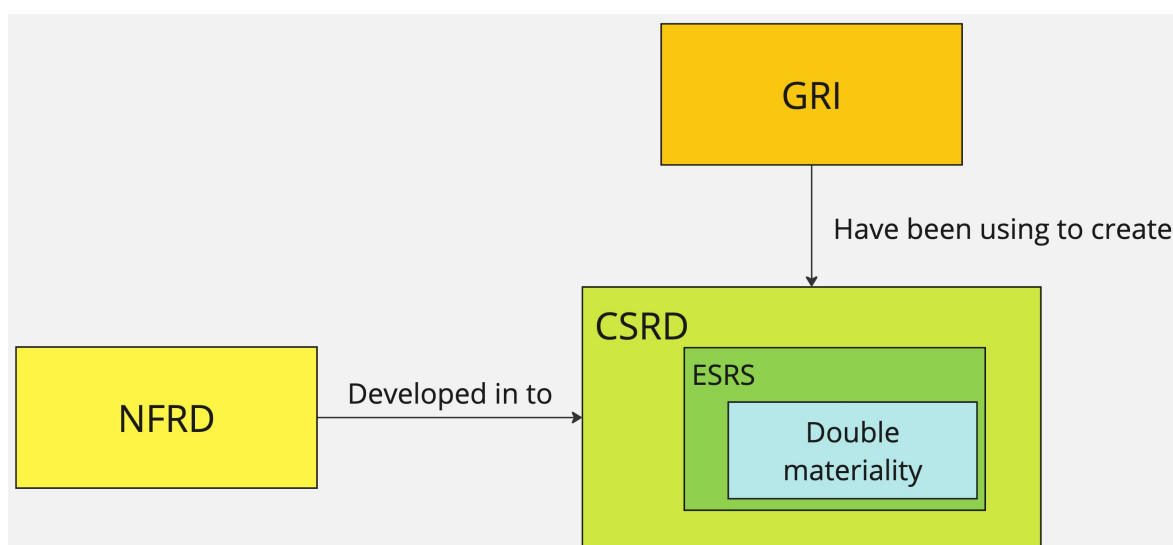 GRI
Have been using to create
CSRD
ESRS
NFRD
Developed in to
Double
materiality